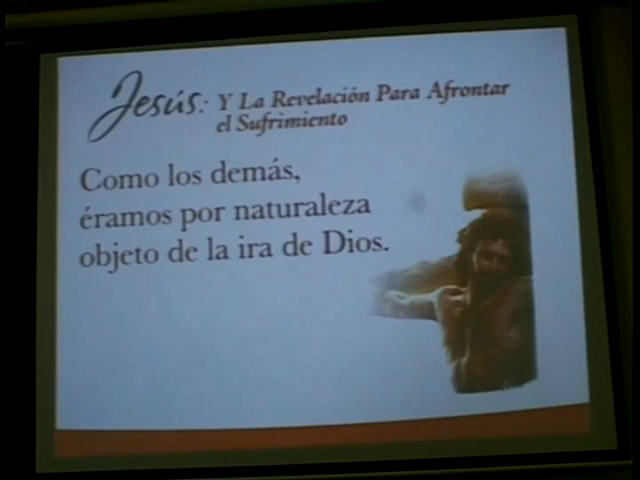 Jesús: Y La Revelación Para Afrontar
el Sufrimiento
Como los demás,
éramos por naturaleza
objeto de la ira de Dios.